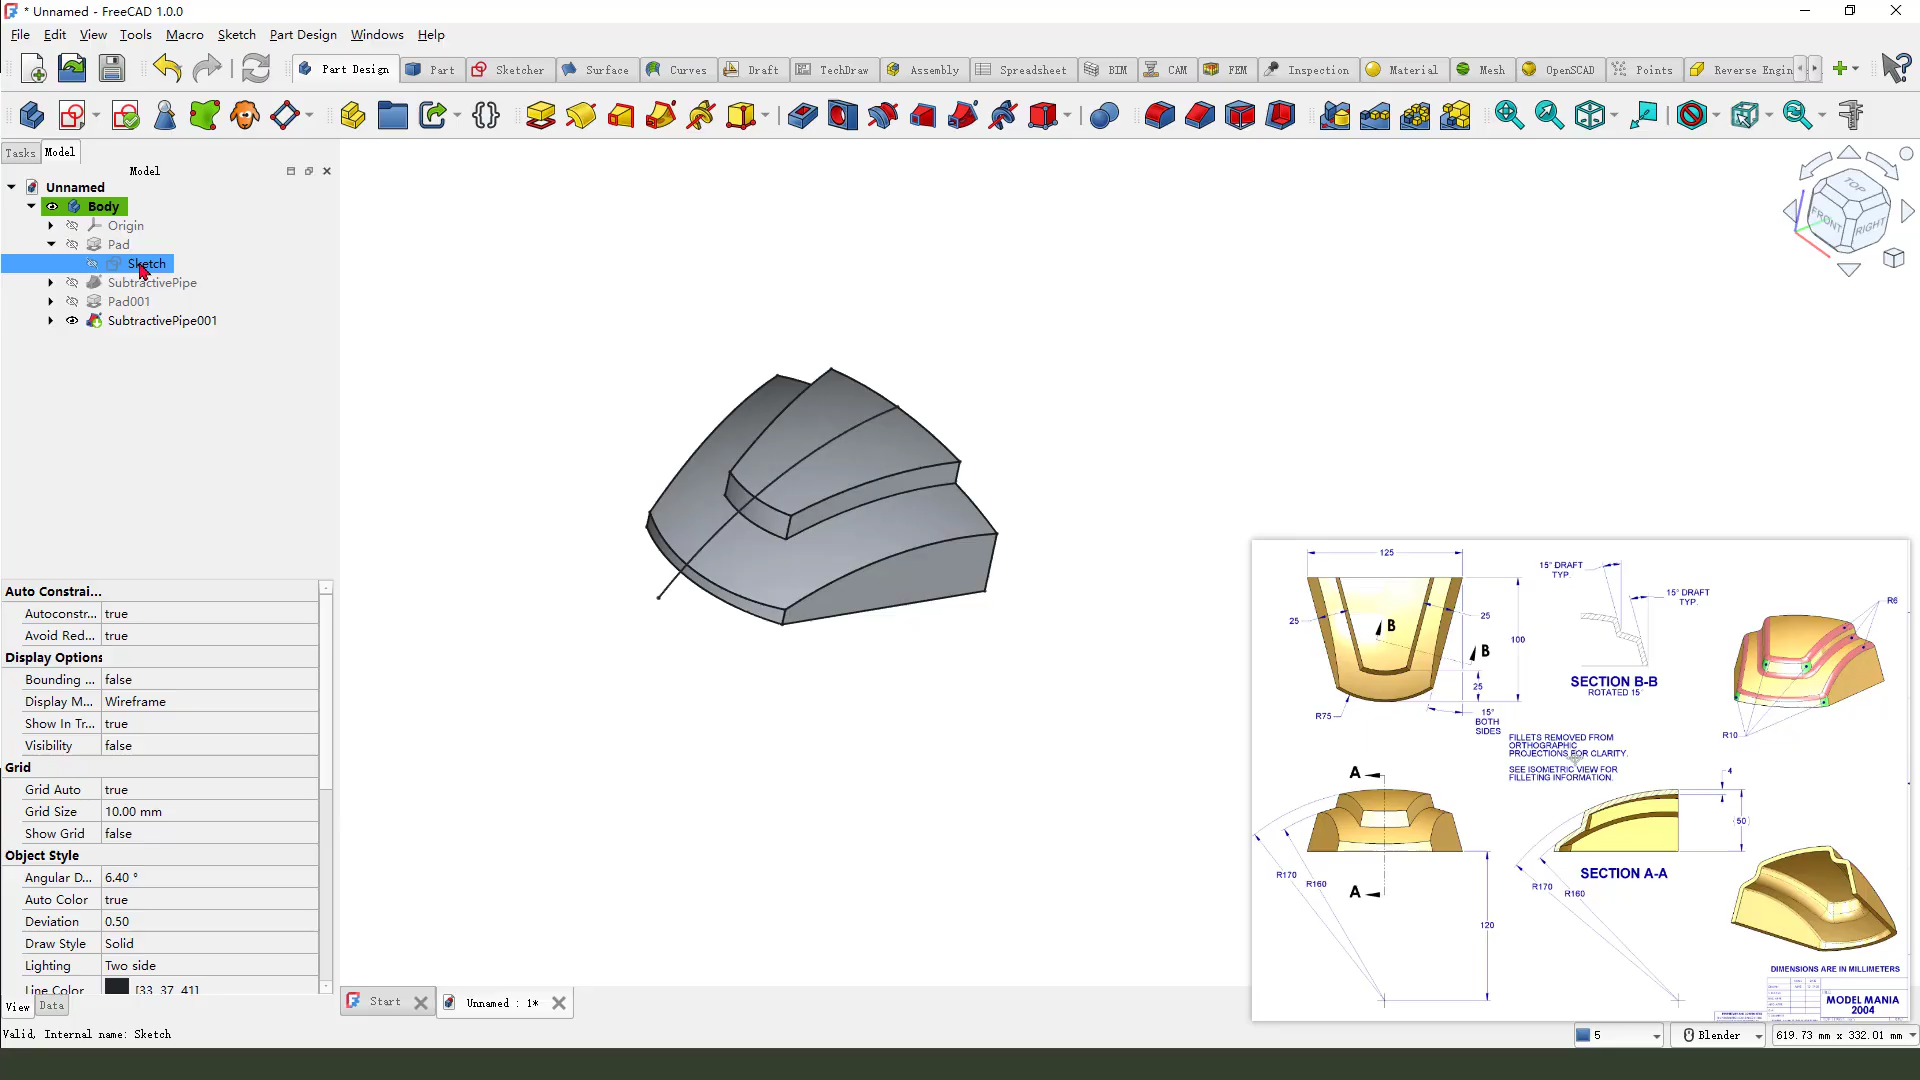 * Unnamed - FreeCAD 1.0.0
File Edit View Tools Macro Sketch Part Design Windows Help
Part Design Part Sketcher Surface Curves Draft TechDraw Assembly Spreadsheet BIM CAM FEM Inspection Material Mesh OpenSCAD Points Reverse Engin
Tasks Model
Model
Unnamed
Body
Origin
Pad
Sketch
SubtractivePipe
Pad001
SubtractivePipe001
TOP
FRONT
RIGHT
Auto Constrai...
Autoconstr... true
Avoid Red... true
Display Options
Bounding ... false
Display M... Wireframe
Show In Tr... true
Visibility false
Grid
Grid Auto true
Grid Size 10.00 mm
Show Grid false
Object Style
Angular D... 6.40 °
Auto Color true
Deviation 0.50
Draw Style Solid
Lighting Two side
Line Color [33, 37, 41]
View Data
Start
Unnamed : 1*
Valid, Internal name: Sketch
5
Blender
619.73 mm x 332.01 mm
125
25
25
B
B
100
25
R75
15°
BOTH
SIDES
15° DRAFT
TYP.
15° DRAFT
TYP.
SECTION B-B
ROTATED 15°
R6
R10
FILLETS REMOVED FROM
ORTHOGRAPHIC
PROJECTIONS FOR CLARITY.
SEE ISOMETRIC VIEW FOR
FILLETING INFORMATION.
A
A
R170
R160
120
4
(50)
SECTION A-A
R170
R160
DIMENSIONS ARE IN MILLIMETERS
MODEL MANIA
2004